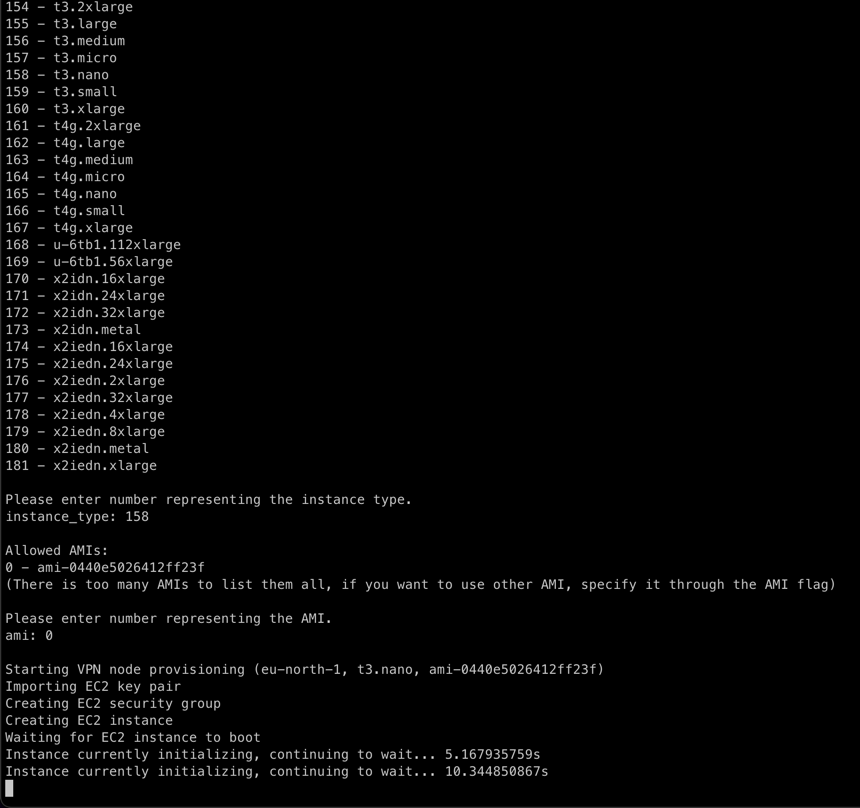 154 – t3.2xlarge
155 – t3.large
156 – t3.medium
157 – t3.micro
158 – t3.nano
159 – t3.small
160 – t3.xlarge
161 – t4g.2xlarge
162 – t4g.large
163 – t4g.medium
164 – t4g.micro
165 – t4g.nano
166 – t4g.small
167 – t4g.xlarge
168 – u-6tb1.112xlarge
169 – u-6tb1.56xlarge
170 – x2idn.16xlarge
171 – x2idn.24xlarge
172 – x2idn.32xlarge
173 – x2idn.metal
174 – x2iedn.16xlarge
175 – x2iedn.24xlarge
176 – x2iedn.2xlarge
177 – x2iedn.32xlarge
178 – x2iedn.4xlarge
179 – x2iedn.8xlarge
180 – x2iedn.metal
181 – x2iedn.xlarge
Please enter number representing the instance type.
instance_type: 158
Allowed AMIs:
0 – ami-0440e5026412ff23f
(There is too many AMIs to list them all, if you want to use other AMI, specify it through the AMI flag)
Please enter number representing the AMI.
ami: 0
Starting VPN node provisioning (eu-north-1, t3.nano, ami-0440e5026412ff23f)
Importing EC2 key pair
Creating EC2 security group
Creating EC2 instance
Waiting for EC2 instance to boot
Instance currently initializing, continuing to wait... 5.167935759s
Instance currently initializing, continuing to wait... 10.344850867s